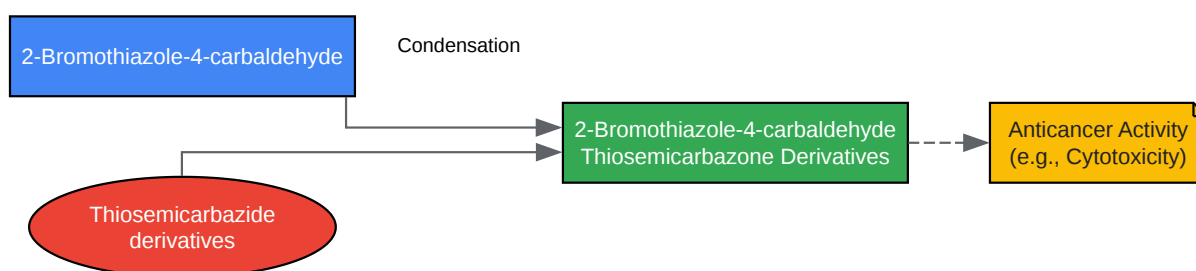 2-Bromothiazole-4-carbaldehyde
Condensation
2-Bromothiazole-4-carbaldehyde
Thiosemicarbazone Derivatives
Anticancer Activity
(e.g., Cytotoxicity)
Thiosemicarbazide
derivatives